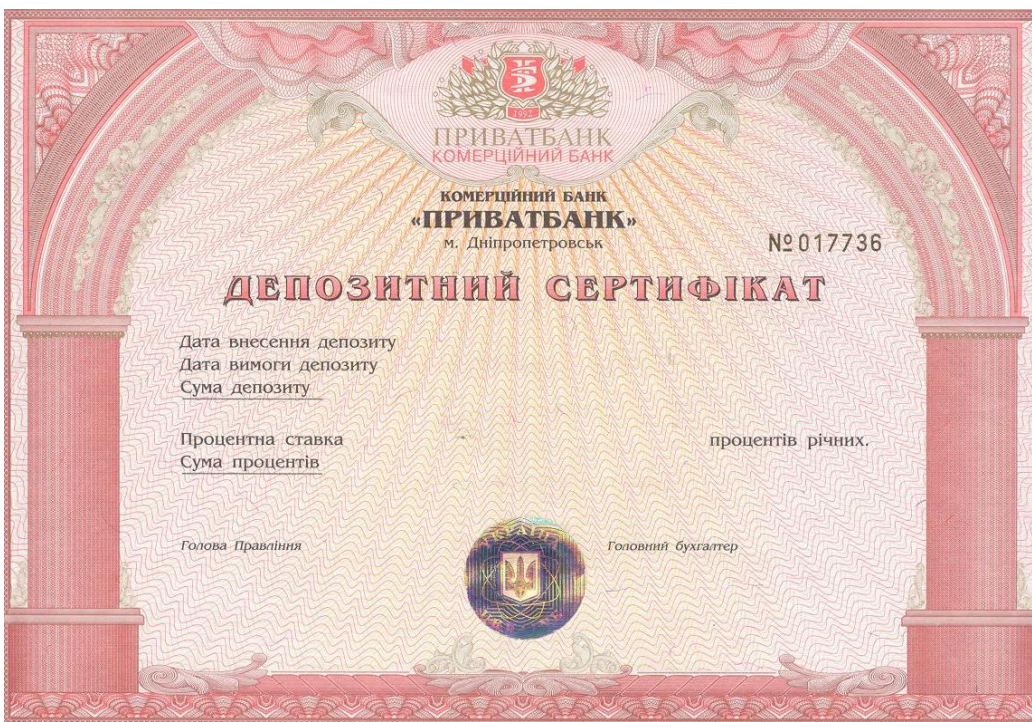 1992
ПРИВАТБАНК
КОМЕРЦІЙНИЙ БАНК
КОМЕРЦІЙНИЙ БАНК
«ПРИВАТБАНК»
м. Дніпропетровськ
№017736
ДЕПОЗИТНИЙ СЕРТИФІКАТ
Дата внесення депозиту
Дата вимоги депозиту
Сума депозиту
Процентна ставка процентів річних.
Сума процентів
Голова Правління Головний бухгалтер